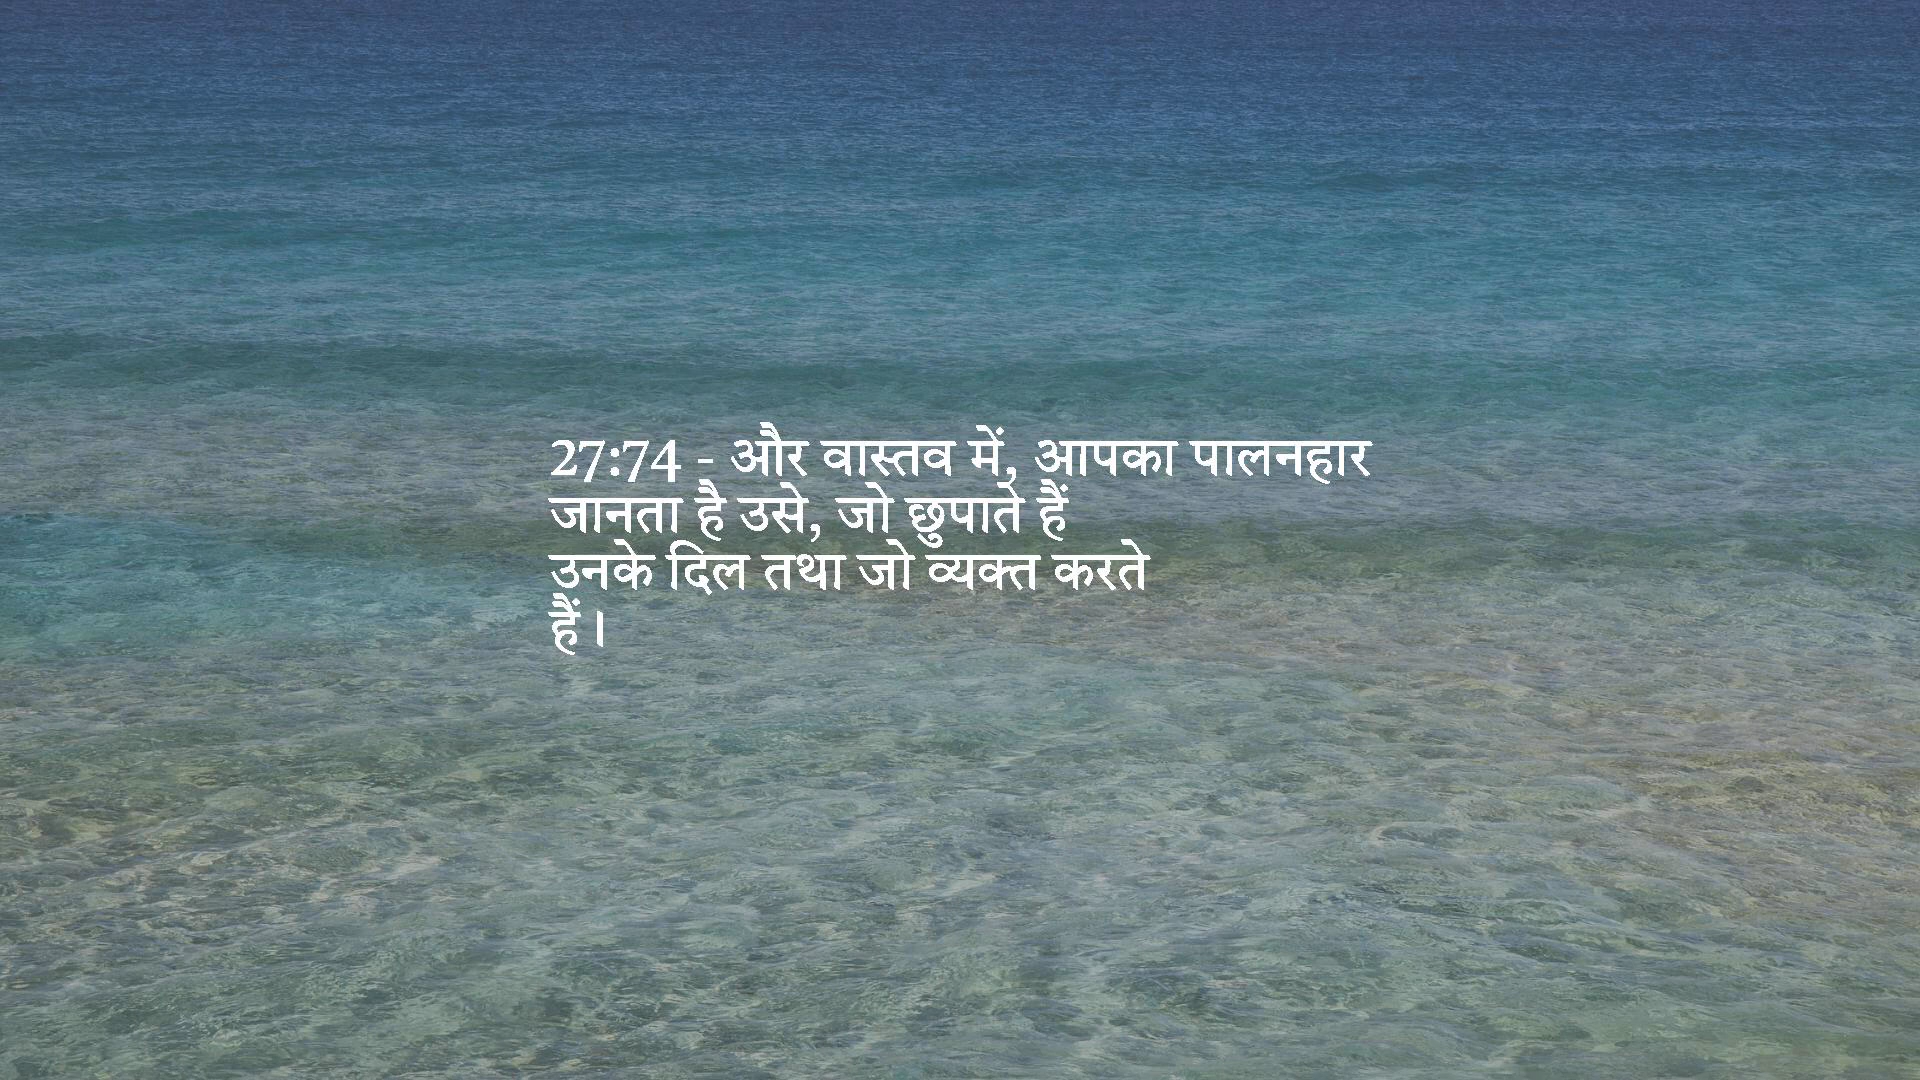 27:74 - और वास्तव में, आपका पालनहार
जानता है उसे, जो छुपाते हैं
उनके दिल तथा जो व्यक्त करते
हैं।